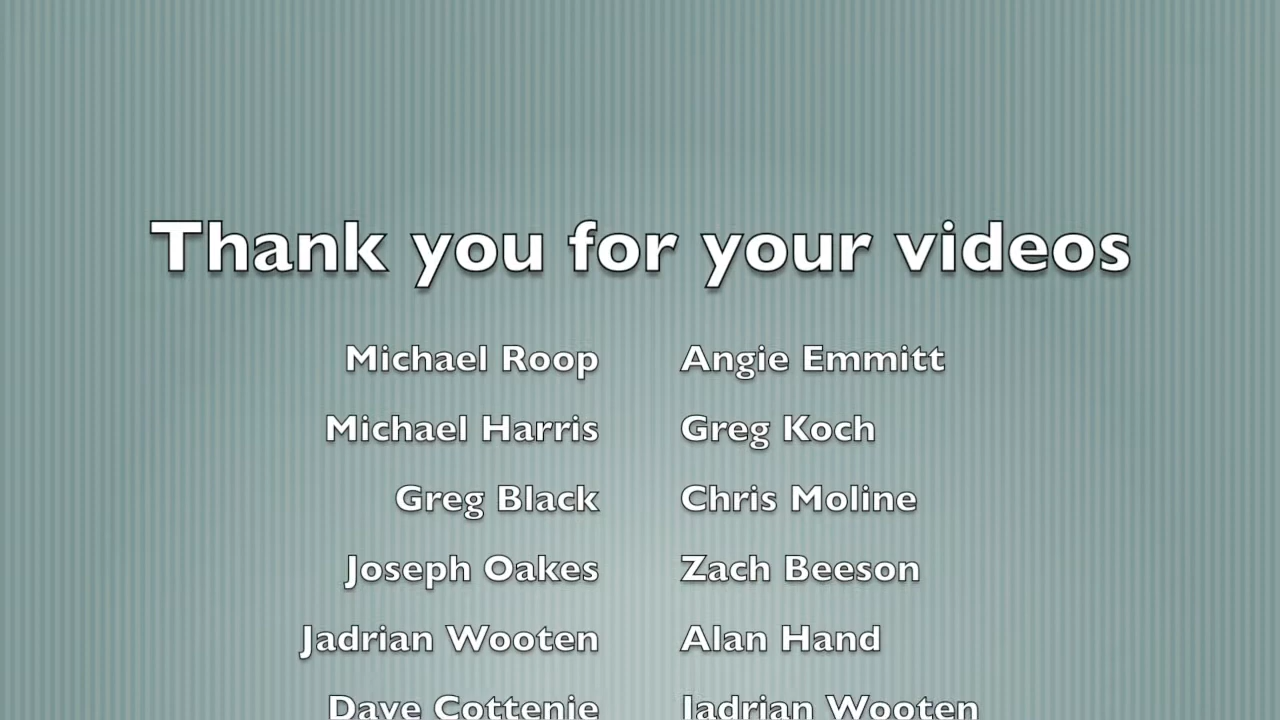 Thank you for your videos
Michael Roop Angie Emmitt
Michael Harris Greg Koch
Greg Black Chris Moline
Joseph Oakes Zach Beeson
Jadrian Wooten Alan Hand
Dave Cottenie Jadrian Wooten